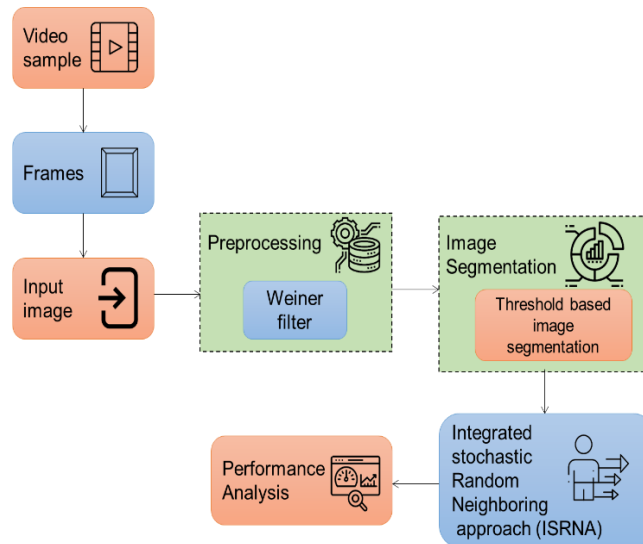 Video
sample
Frames
Input
image
Preprocessing
Weiner
filter
Image
Segmentation
Threshold based
image
segmentation
Integrated
stochastic
Random
Neighboring
approach (ISRNA)
Performance
Analysis